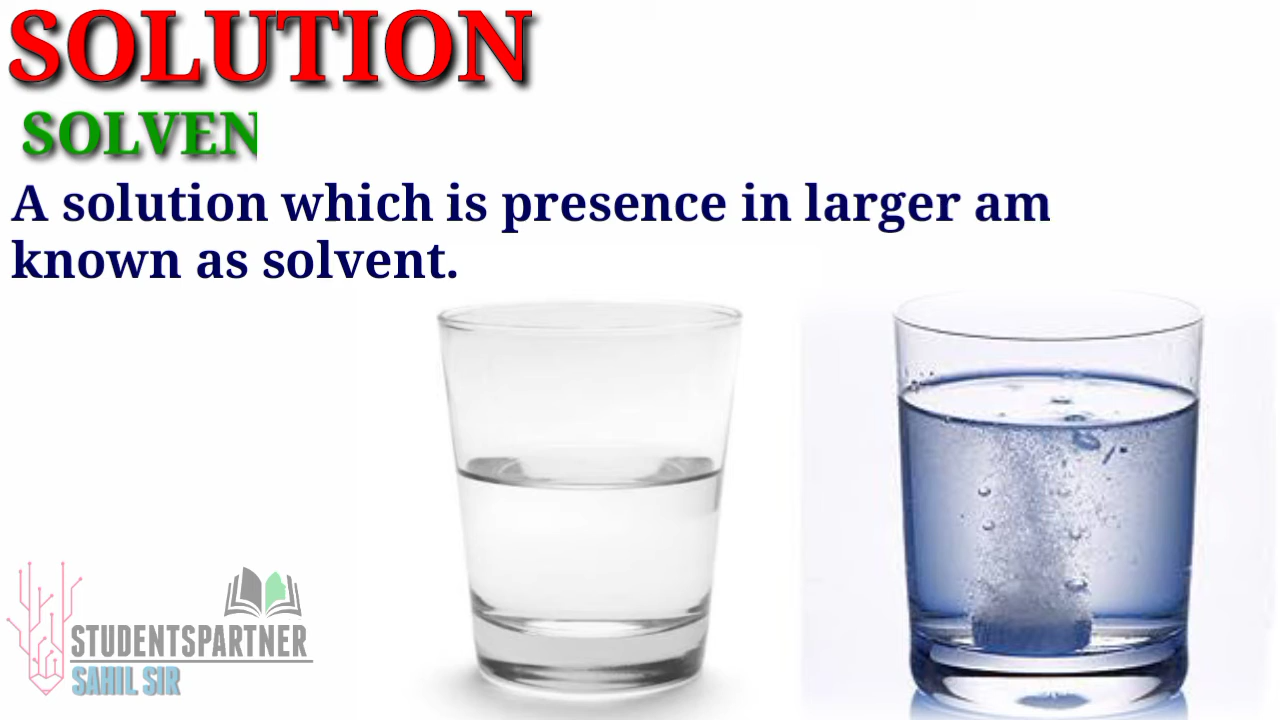 SOLUTION
SOLVEN
A solution which is presence in larger am
known as solvent.
STUDENTSPARTNER
SAHIL SIR